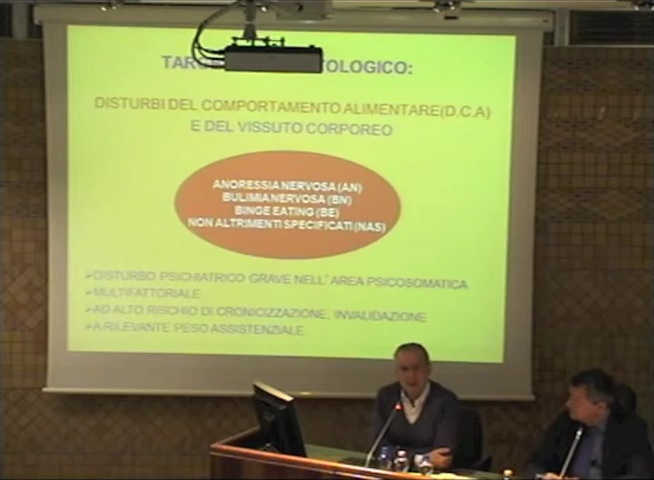 TAR TOLOGICO:
DISTURBI DEL COMPORTAMENTO ALIMENTARE(D.C.A)
E DEL VISSUTO CORPOREO
ANORESSIA NERVOSA (AN)
BULIMIA NERVOSA (BN)
BINGE EATING (BE)
NON ALTRIMENTI SPECIFICATI (NAS)
➢DISTURBO PSICHIATRICO GRAVE NELL' AREA PSICOSOMATICA
➢MULTIFATTORIALE
➢AD ALTO RISCHIO DI CRONICIZZAZIONE, INVALIDAZIONE
➢A RILEVANTE PESO ASSISTENZIALE